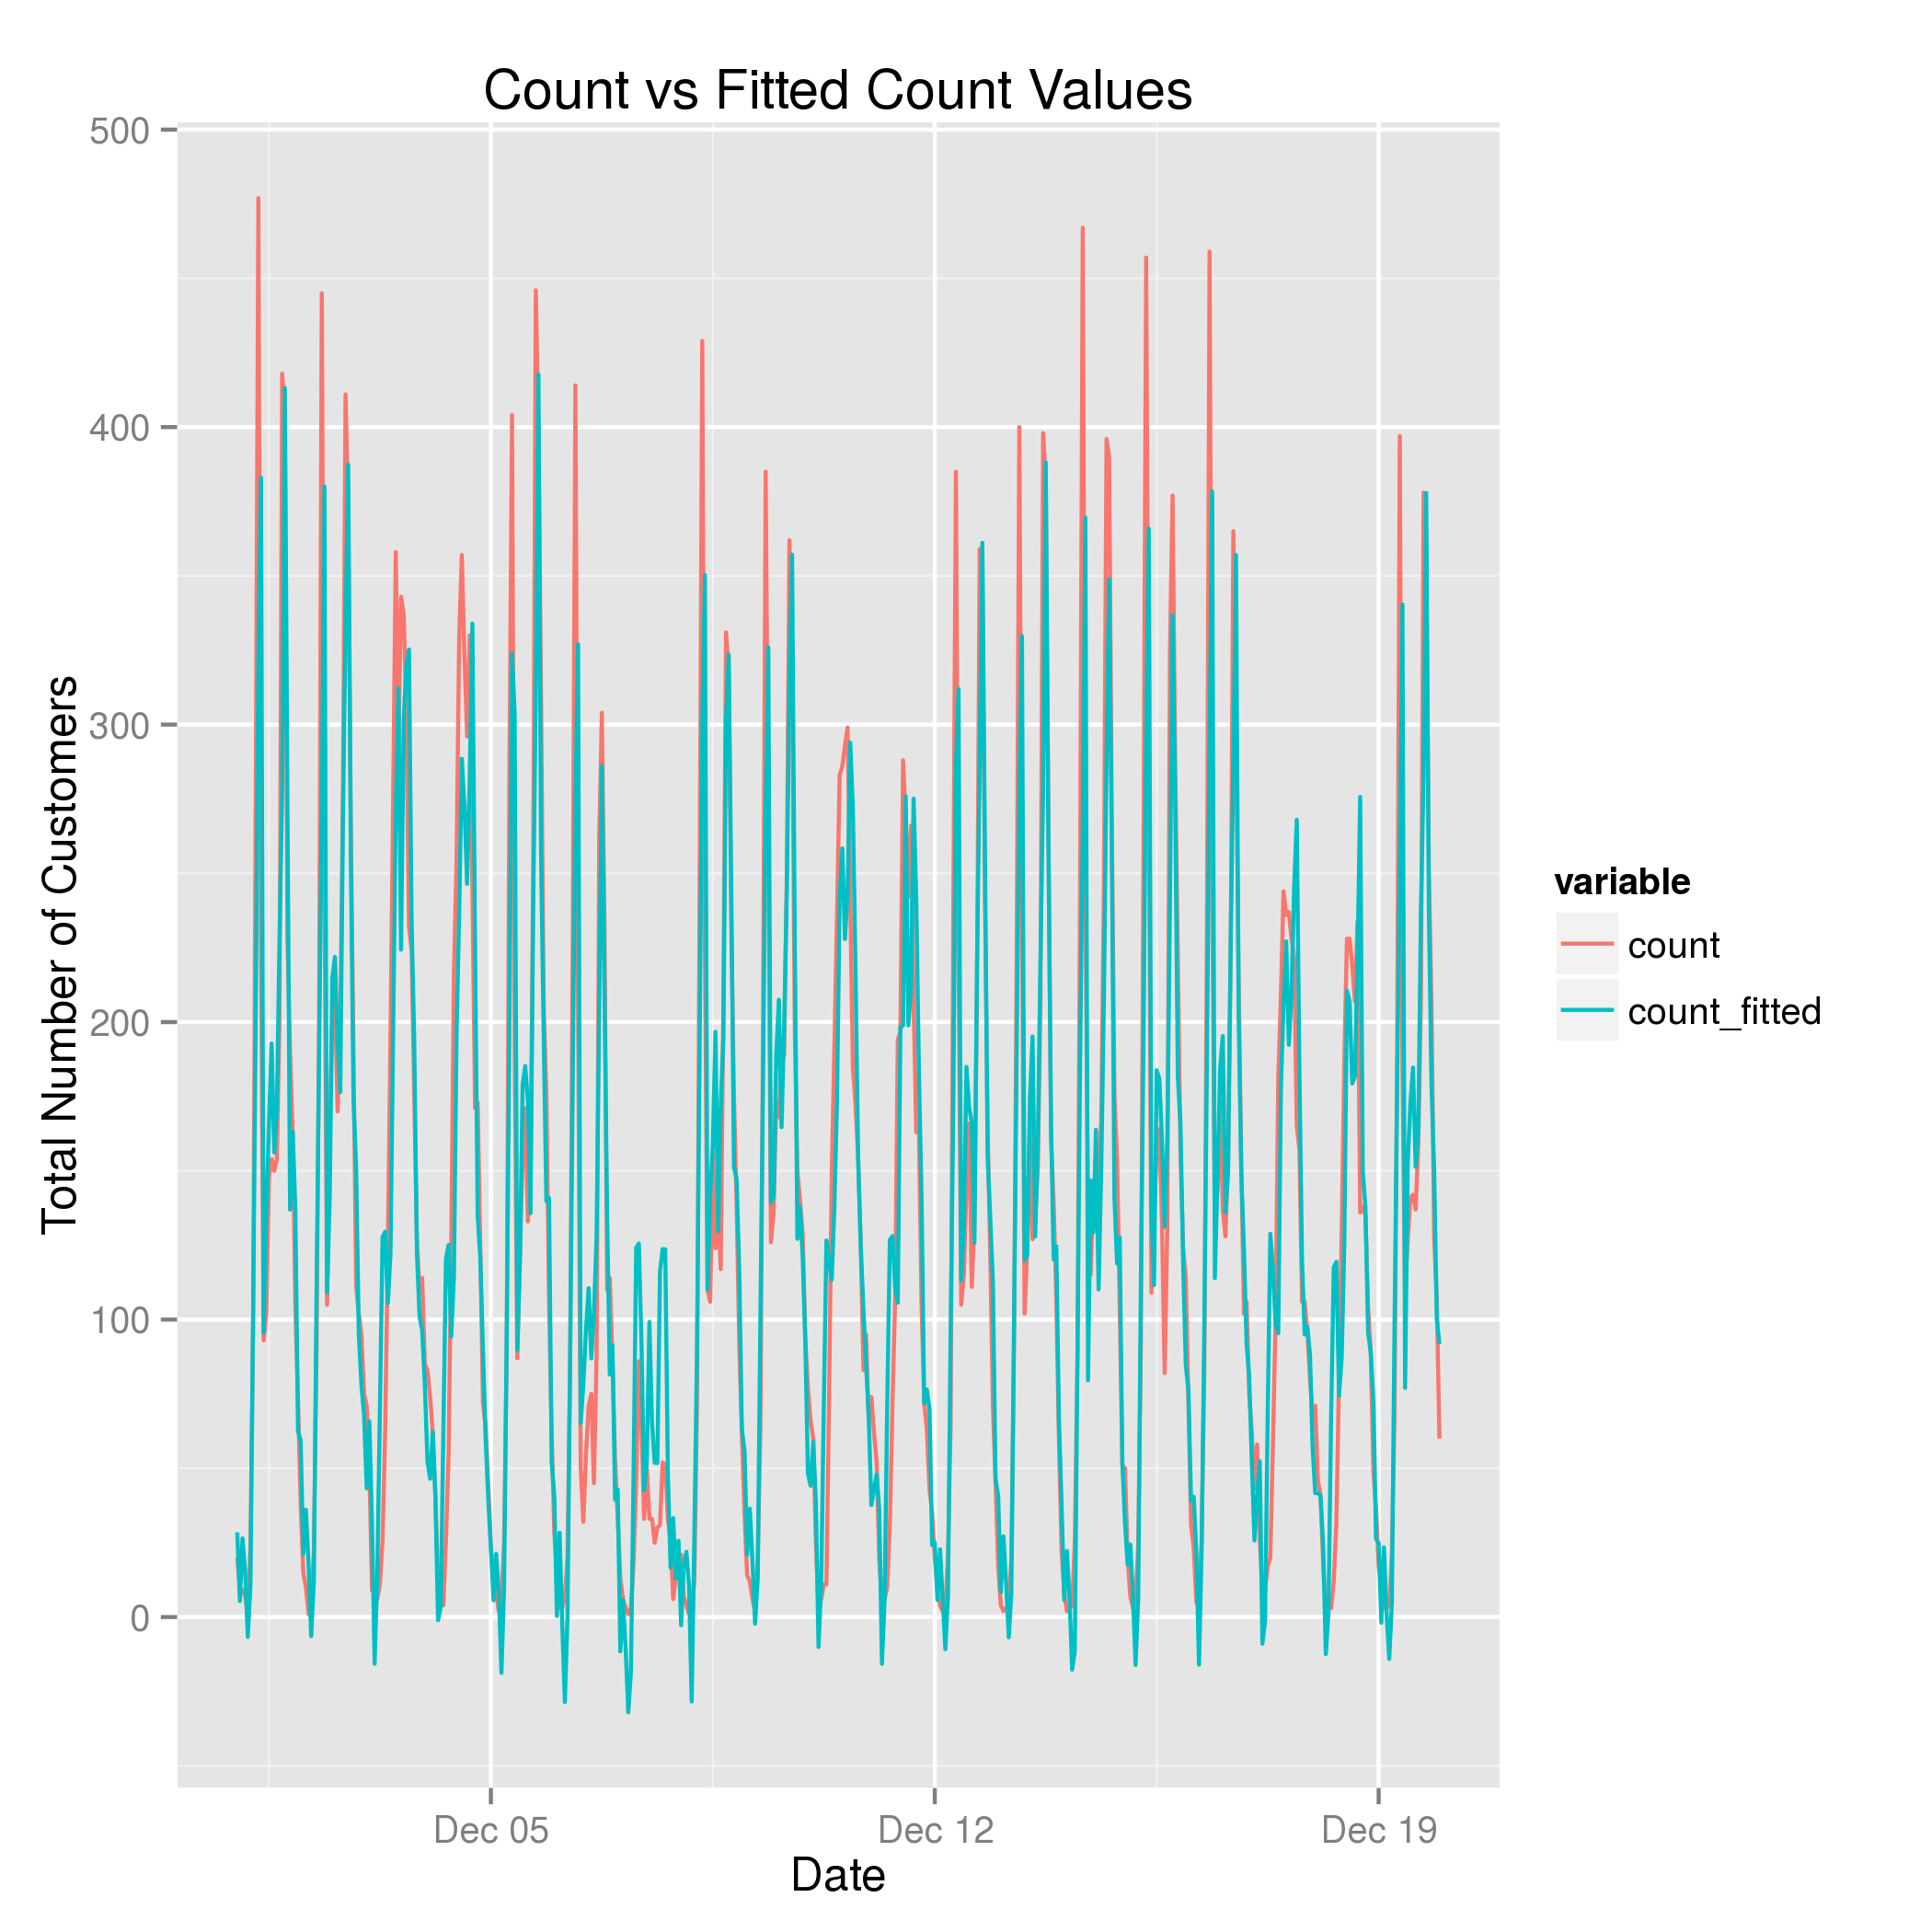 Count vs Fitted Count Values
500
400
300
200
100
0
Total Number of Customers
Dec 05
Dec 12
Dec 19
Date
variable
count
count_fitted